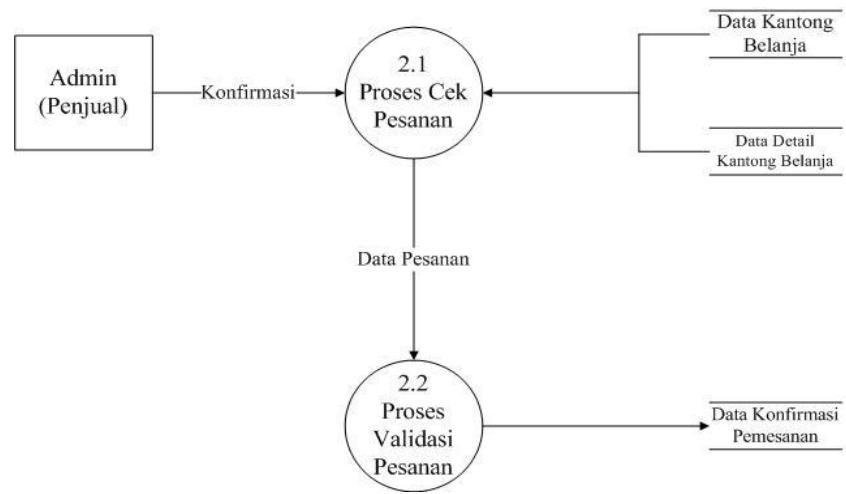 Admin
(Penjual)
Konfirmasi
2.1
Proses Cek
Pesanan
Data Kantong
Belanja
Data Detail
Kantong Belanja
Data Pesanan
2.2
Proses
Validasi
Pesanan
Data Konfirmasi
Pemesanan